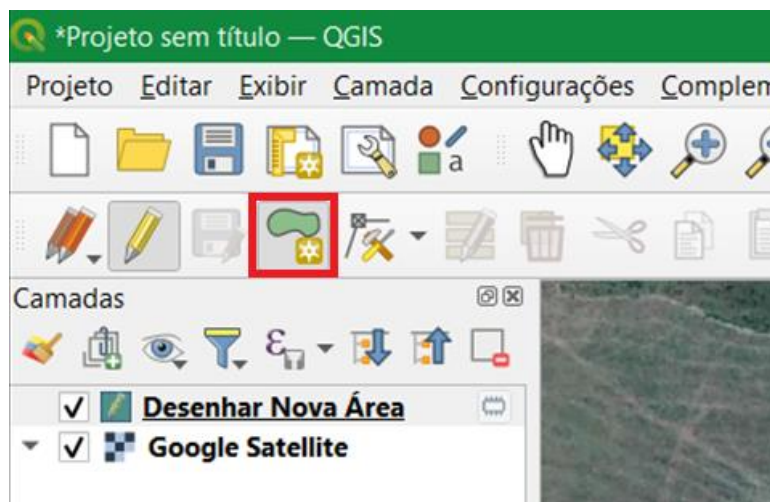 *Projeto sem título — QGIS
Projeto Editar Exibir Camada Configurações Complem
a
Camadas
ε
Desenhar Nova Área
Google Satellite